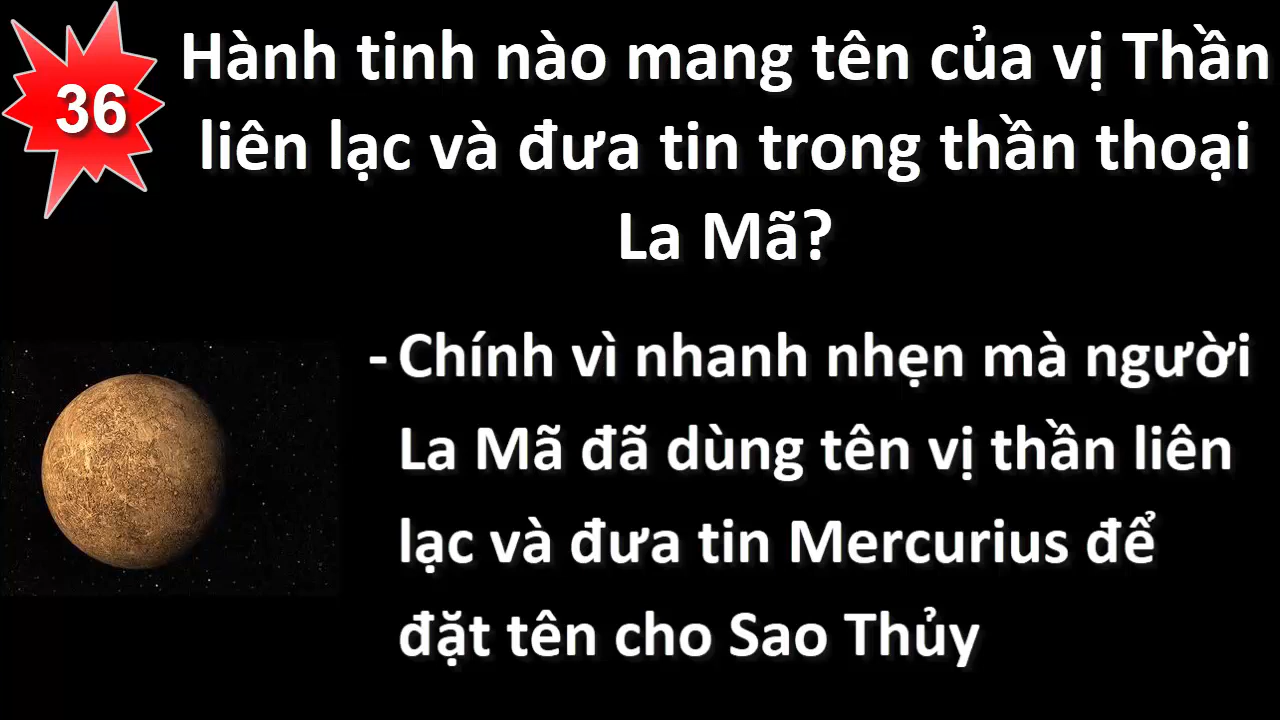 36
Hành tinh nào mang tên của vị Thần
liên lạc và đưa tin trong thần thoại
La Mã?
- Chính vì nhanh nhẹn mà người
La Mã đã dùng tên vị thần liên
lạc và đưa tin Mercurius để
đặt tên cho Sao Thủy